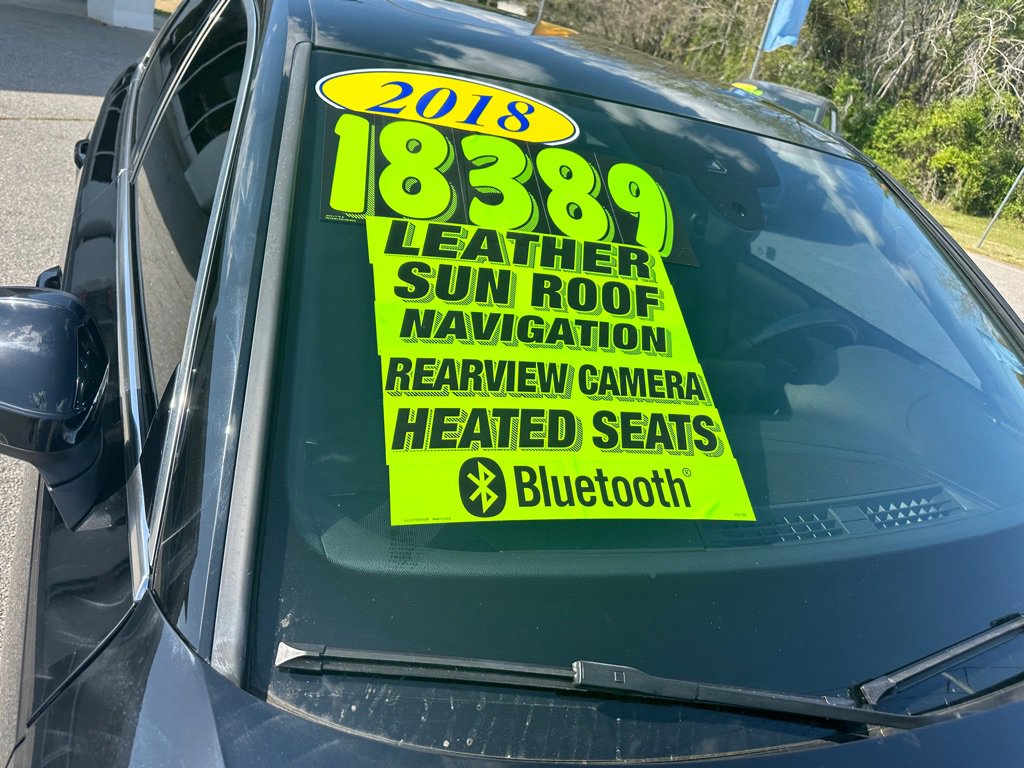 2018
18389
LEATHER
SUN ROOF
NAVIGATION
REARVIEW CAMERA
HEATED SEATS
Bluetooth®